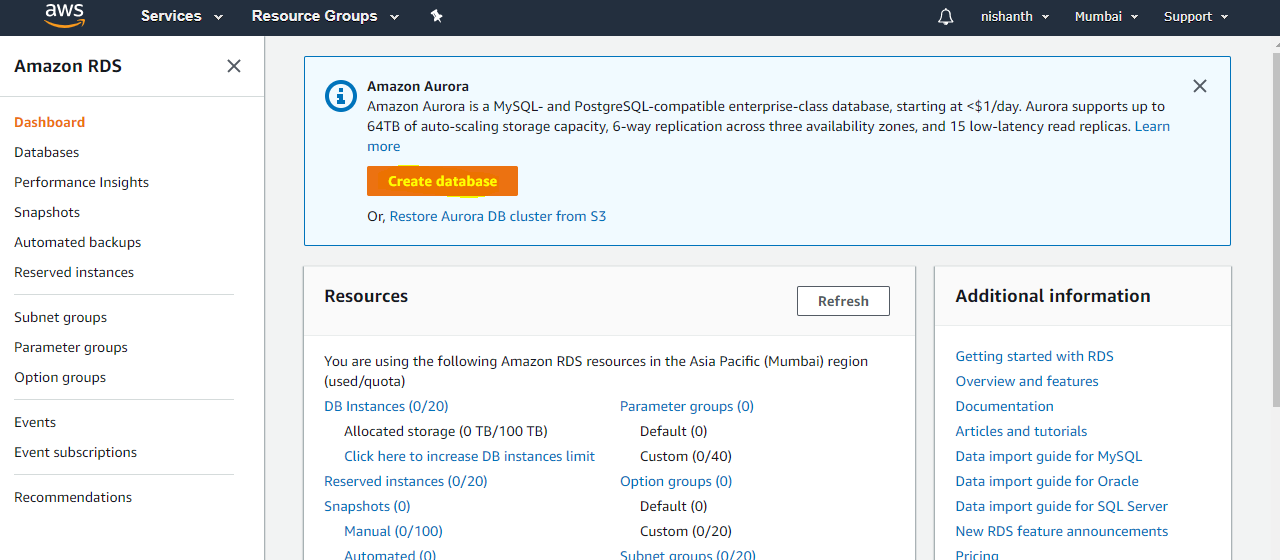 aws
Services
Resource Groups
nishanth
Mumbai
Support
Amazon RDS
Dashboard
Databases
Performance Insights
Snapshots
Automated backups
Reserved instances
Subnet groups
Parameter groups
Option groups
Events
Event subscriptions
Recommendations
Amazon Aurora
Amazon Aurora is a MySQL- and PostgreSQL-compatible enterprise-class database, starting at <$1/day. Aurora supports up to
64TB of auto-scaling storage capacity, 6-way replication across three availability zones, and 15 low-latency read replicas. Learn
more
Create database
Or, Restore Aurora DB cluster from S3
Resources
Refresh
You are using the following Amazon RDS resources in the Asia Pacific (Mumbai) region
(used/quota)
DB Instances (0/20)
Allocated storage (0 TB/100 TB)
Click here to increase DB instances limit
Reserved instances (0/20)
Snapshots (0)
Manual (0/100)
Automated (0)
Parameter groups (0)
Default (0)
Custom (0/40)
Option groups (0)
Default (0)
Custom (0/20)
Subnet groups (0/20)
Additional information
Getting started with RDS
Overview and features
Documentation
Articles and tutorials
Data import guide for MySQL
Data import guide for Oracle
Data import guide for SQL Server
New RDS feature announcements
Pricing